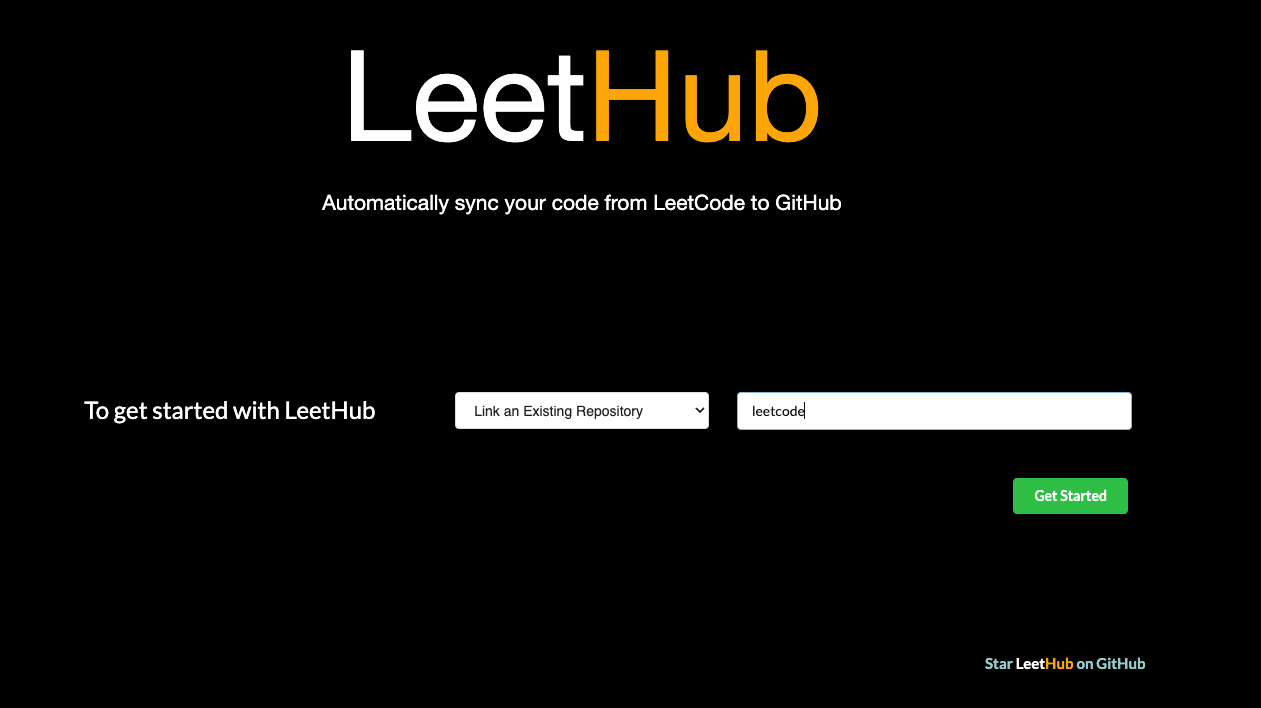 LeetHub
Automatically sync your code from LeetCode to GitHub
To get started with LeetHub
Link an Existing Repository
leetcode
Get Started
Star LeetHub on GitHub